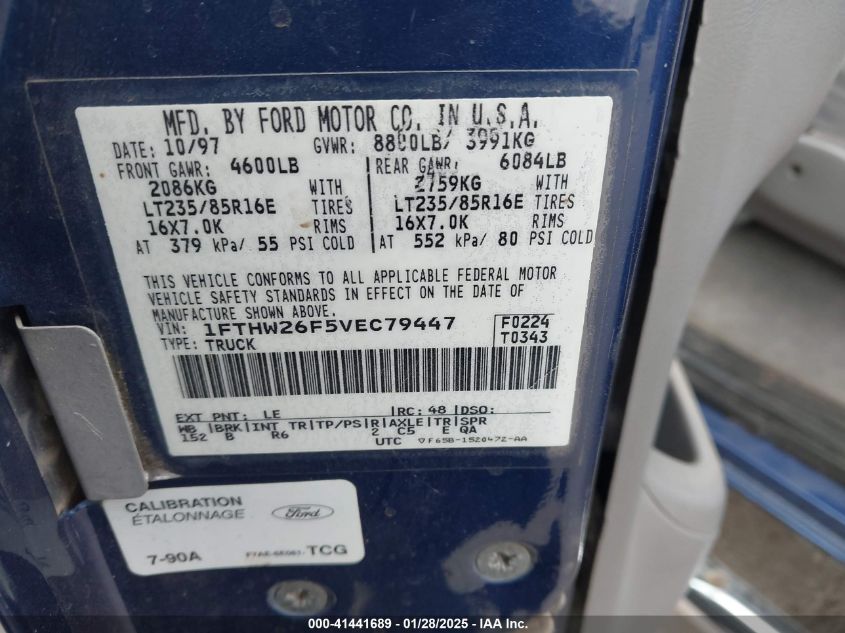 MFD. BY FORD MOTOR CO. IN U.S.A.
DATE: 10/97 GVWR: 8800LB/ 3991KG
FRONT GAWR: 4600LB REAR GAWR: 6084LB
2086KG WITH 2759KG WITH
LT235/85R16E TIRES LT235/85R16E TIRES
16X7.0K RIMS 16X7.0K RIMS
AT 379 kPa/ 55 PSI COLD AT 552 kPa/ 80 PSI COLD
THIS VEHICLE CONFORMS TO ALL APPLICABLE FEDERAL MOTOR
VEHICLE SAFETY STANDARDS IN EFFECT ON THE DATE OF
MANUFACTURE SHOWN ABOVE.
VIN: 1FTHW26F5VEC79447 F0224
TYPE: TRUCK T0343
EXT PNT: LE RC: 48 DSO:
WB BRK INT TR TP/PS R AXLE TR SPR
152 B R6 2 C5 E QA
UTC F65B-1520472-AA
CALIBRATION
ÉTALONNAGE Ford
7-90A TCG
000-41441689 | 01/28/2025 - IAA Inc.